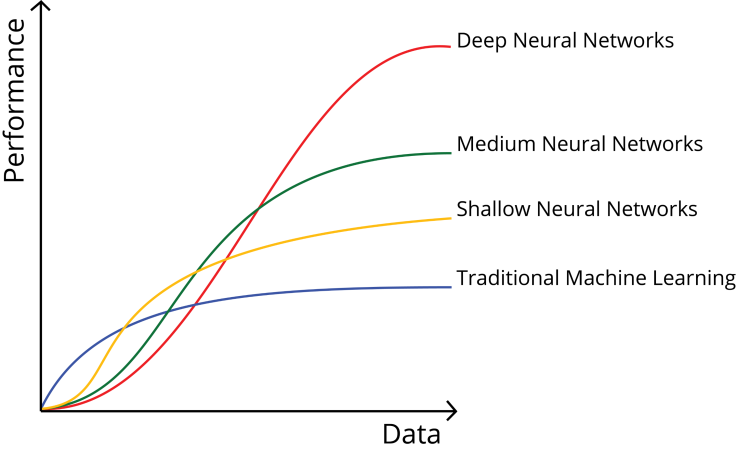 Performance
Deep Neural Networks
Medium Neural Networks
Shallow Neural Networks
Traditional Machine Learning
Data